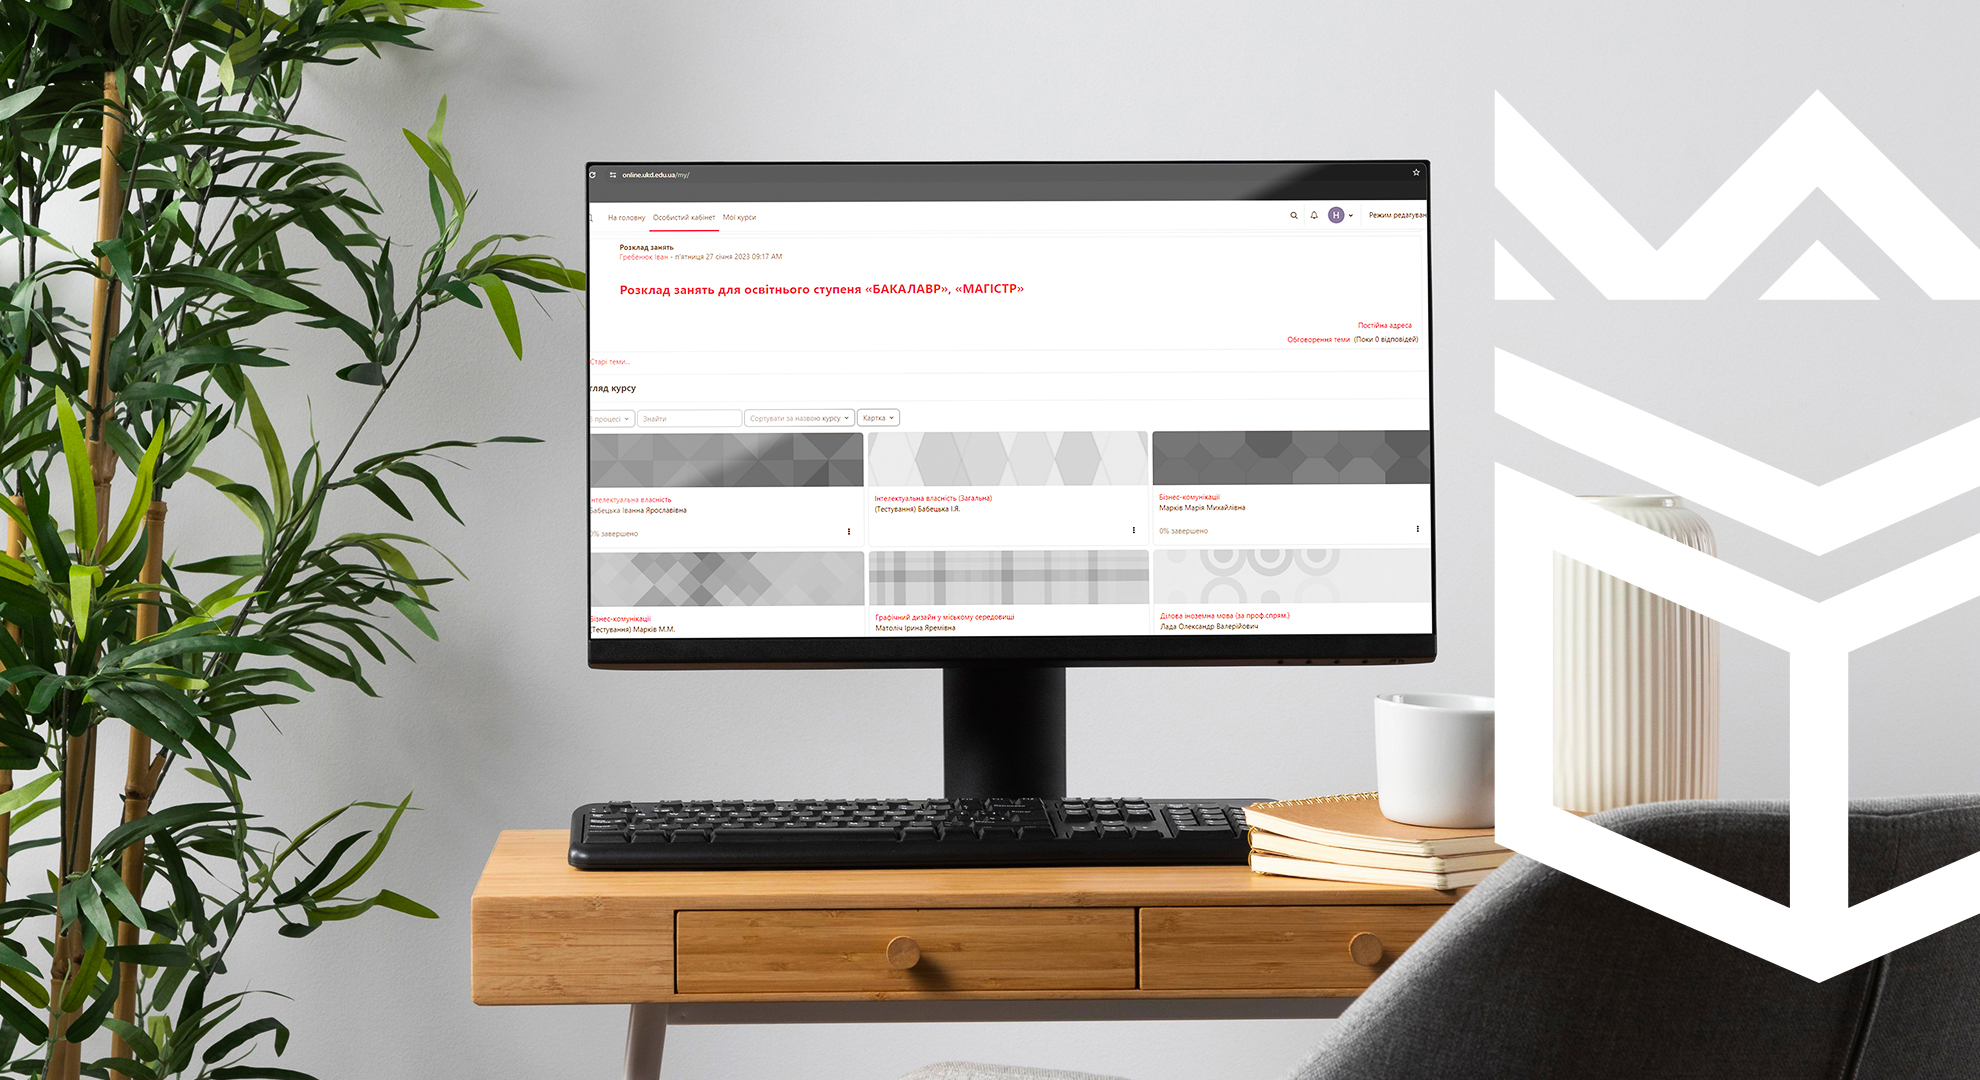 online.ukd.edu.ua/my/
На головну Особистий кабінет Мої курси
H Режим редагуван
Розклад занять
Гребенюк Іван - п'ятниця 27 січня 2023 09:17 AM
Розклад занять для освітнього ступеня «БАКАЛАВР», «МАГІСТР»
Постійна адреса
Обговорення теми (Поки 0 відповідей)
Старі теми...
гляд курсу
процесі Знайти Сортувати за назвою курсу Картка
нтелектуальна власність
Бабецька Іванна Ярославівна
0% завершено
Інтелектуальна власність (Загальна)
(Тестування) Бабецька І.Я.
Бізнес-комунікації
Марків Марія Михайлівна
0% завершено
Бізнес-комунікації
(Тестування) Марків М.М.
Графічний дизайн у міському середовищі
Матоліч Ірина Яремівна
Ділова іноземна мова (за проф.спрям.)
Лада Олександр Валерійович